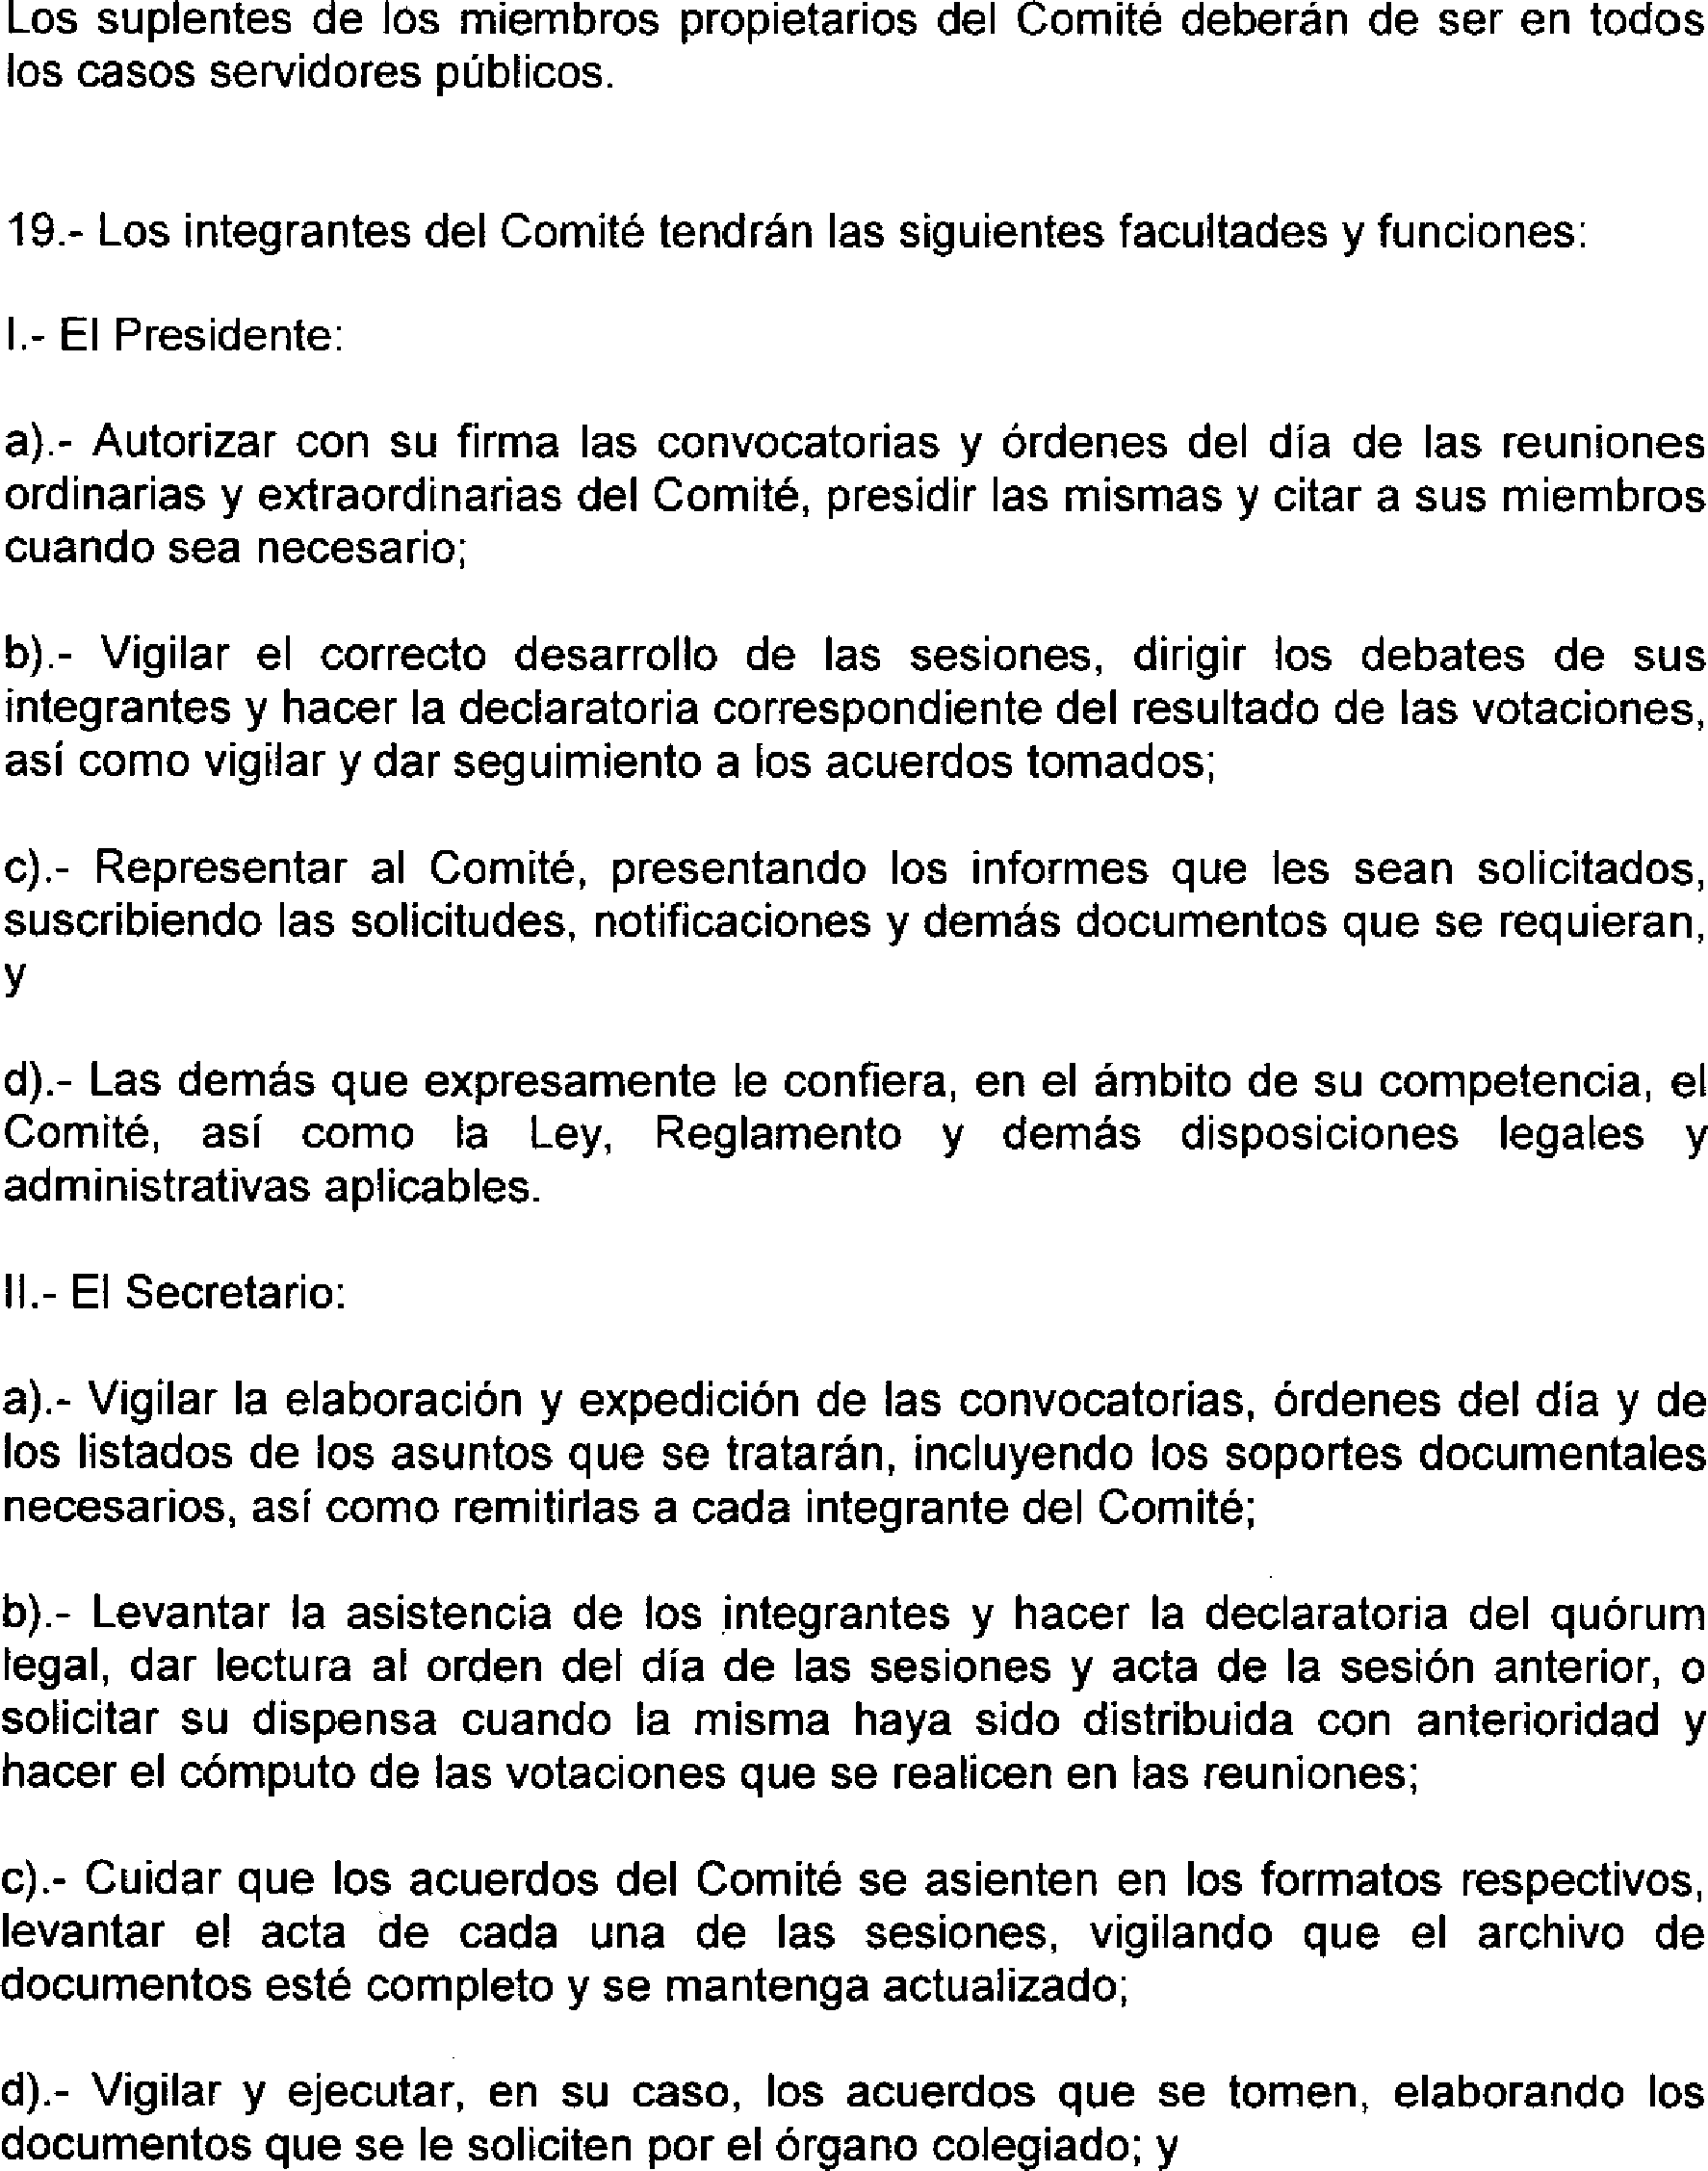 Los suplentes de los miembros propietarios del Comité deberán de ser en todos
los casos servidores públicos.
19.- Los integrantes del Comité tendrán las siguientes facultades y funciones:
I.- El Presidente:
a).- Autorizar con su firma las convocatorias y órdenes del día de las reuniones
ordinarias y extraordinarias del Comité, presidir las mismas y citar a sus miembros
cuando sea necesario;
b).- Vigilar el correcto desarrollo de las sesiones, dirigir los debates de sus
integrantes y hacer la declaratoria correspondiente del resultado de las votaciones,
así como vigilar y dar seguimiento a los acuerdos tomados;
c).- Representar al Comité, presentando los informes que les sean solicitados,
suscribiendo las solicitudes, notificaciones y demás documentos que se requieran,
y
d).- Las demás que expresamente le confiera, en el ámbito de su competencia, el
Comité, así como la Ley, Reglamento y demás disposiciones legales y
administrativas aplicables.
II.- El Secretario:
a).- Vigilar la elaboración y expedición de las convocatorias, órdenes del día y de
los listados de los asuntos que se tratarán, incluyendo los soportes documentales
necesarios, así como remitirlas a cada integrante del Comité;
b).- Levantar la asistencia de los integrantes y hacer la declaratoria del quórum
legal, dar lectura al orden del día de las sesiones y acta de la sesión anterior, o
solicitar su dispensa cuando la misma haya sido distribuida con anterioridad y
hacer el cómputo de las votaciones que se realicen en las reuniones;
c).- Cuidar que los acuerdos del Comité se asienten en los formatos respectivos,
levantar el acta de cada una de las sesiones, vigilando que el archivo de
documentos esté completo y se mantenga actualizado;
d).- Vigilar y ejecutar, en su caso, los acuerdos que se tomen, elaborando los
documentos que se le soliciten por el órgano colegiado; y